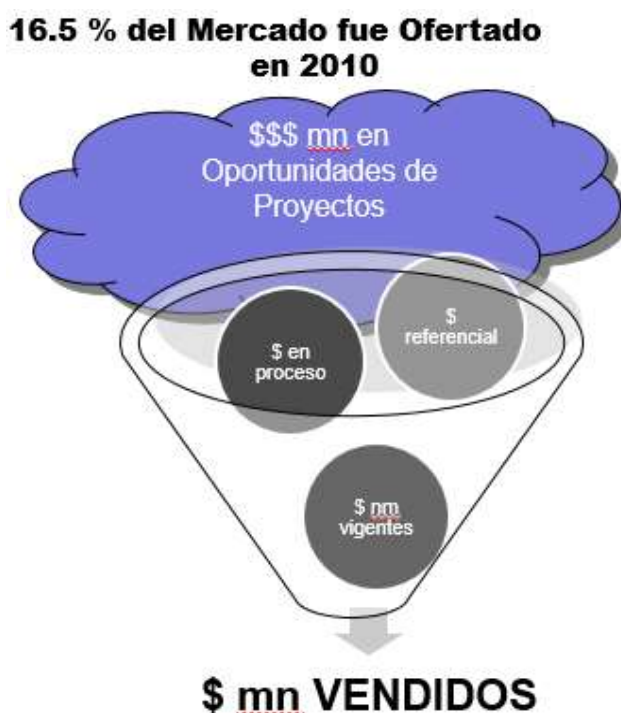 16.5 % del Mercado fue Ofertado
en 2010
$$$ mn en
Oportunidades de
Proyectos
$ en
proceso
$
referencial
$ nm
vigentes
$ mn VENDIDOS